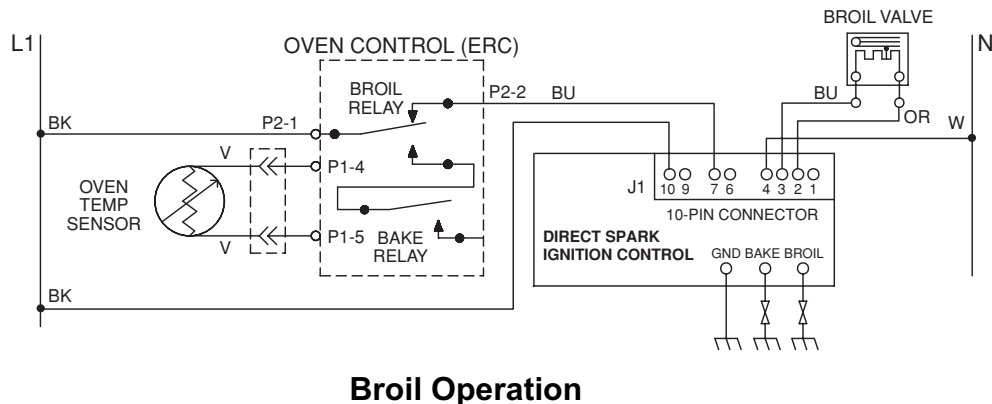 BROIL VALVE
L1
N
OVEN CONTROL (ERC)
BROIL
RELAY
P2-2
BU
BU
OR
BK
P2-1
W
V
P1-4
OVEN
TEMP
SENSOR
J1
10 9 7 6 4 3 2 1
10-PIN CONNECTOR
V
P1-5
BAKE
RELAY
DIRECT SPARK
IGNITION CONTROL
GND BAKE BROIL
BK
Broil Operation